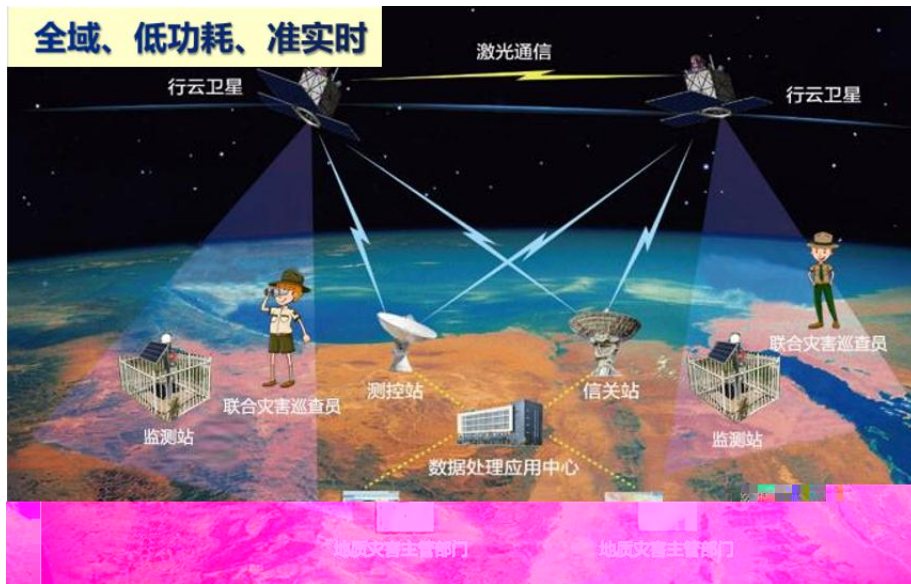 全域、低功耗、准实时
激光通信
行云卫星
行云卫星
联合灾害巡查员
测控站
信关站
联合灾害巡查员
监测站
监测站
数据处理应用中心
地质灾害主管部门
地质灾害主管部门